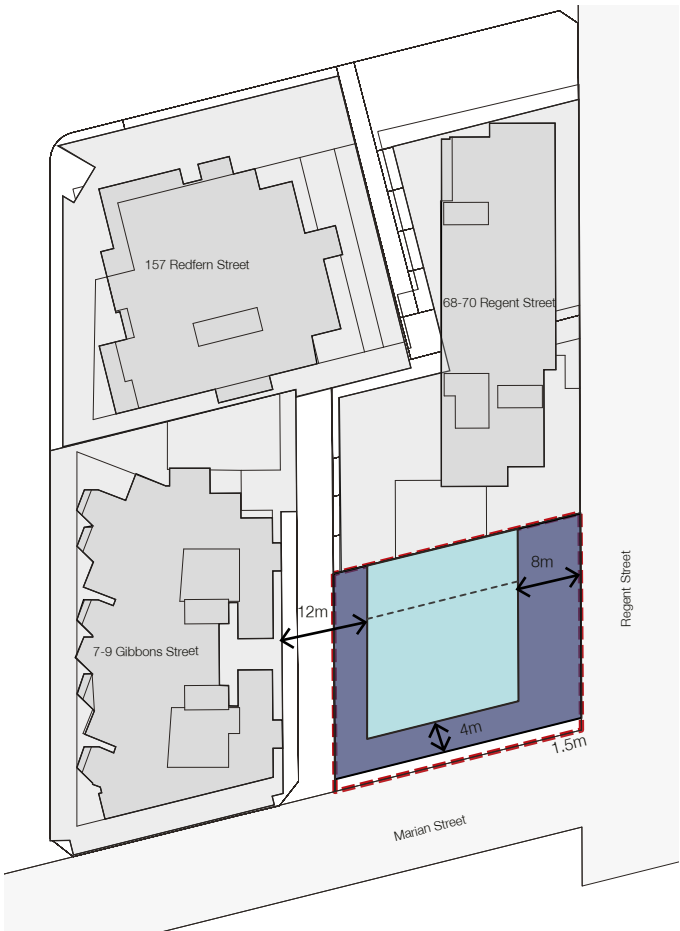 157 Redfern Street
68-70 Regent Street
8m
Regent Street
12m
7-9 Gibbons Street
4m
1.5m
Marian Street